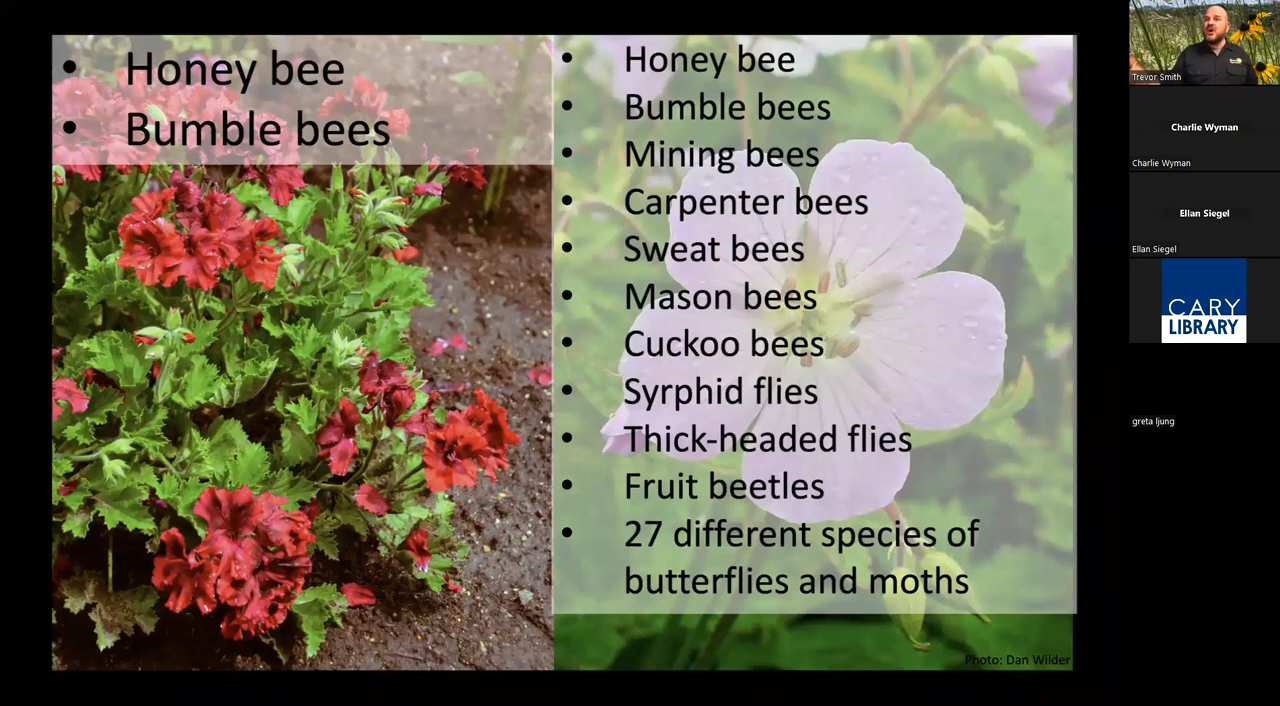 • Honey bee
• Bumble bees
• Honey bee
• Bumble bees
• Mining bees
• Carpenter bees
• Sweat bees
• Mason bees
• Cuckoo bees
• Syrphid flies
• Thick-headed flies
• Fruit beetles
• 27 different species of
butterflies and moths
Photo: Dan Wilder
Trevor Smith
Charlie Wyman
Charlie Wyman
Ellan Siegel
Ellan Siegel
CARY
LIBRARY
greta ljung